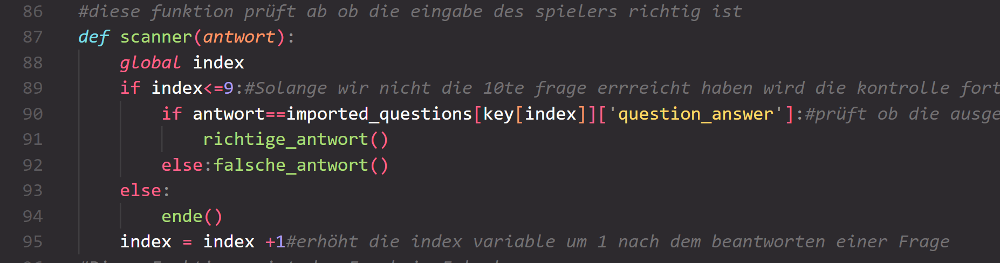 86 #diese funktion prüft ab ob die eingabe des spielers richtig ist
87 def scanner(antwort):
88 global index
89 if index<=9:#Solange wir nicht die 10te frage errreicht haben wird die kontrolle fort
90 if antwort==imported_questions[key[index]]['question_answer']:#prüft ob die ausge
91 richtige_antwort()
92 else:falsche_antwort()
93 else:
94 ende()
95 index = index +1#erhöht die index variable um 1 nach dem beantworten einer Frage